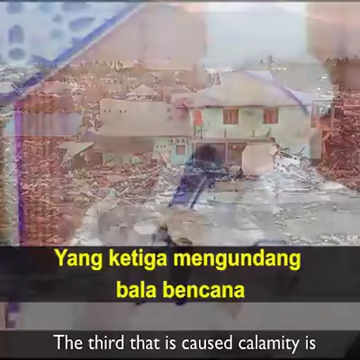 Yang ketiga mengundang
bala bencana
The third that is caused calamity is